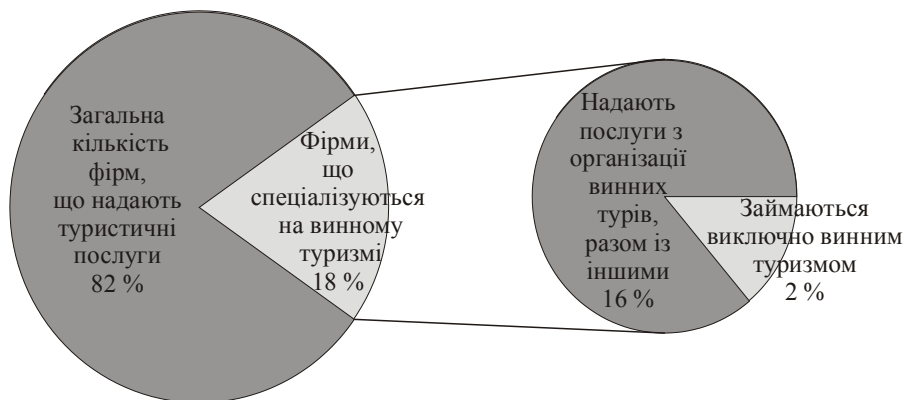 Загальна
кількість
фірм,
що надають
туристичні
послуги
82 %
Фірми,
що
спеціалізуються
на винному
туризмі
18 %
Надають
послуги з
організації
винних
турів,
разом із
іншими
16 %
Займаються
виключно винним
туризмом
2 %